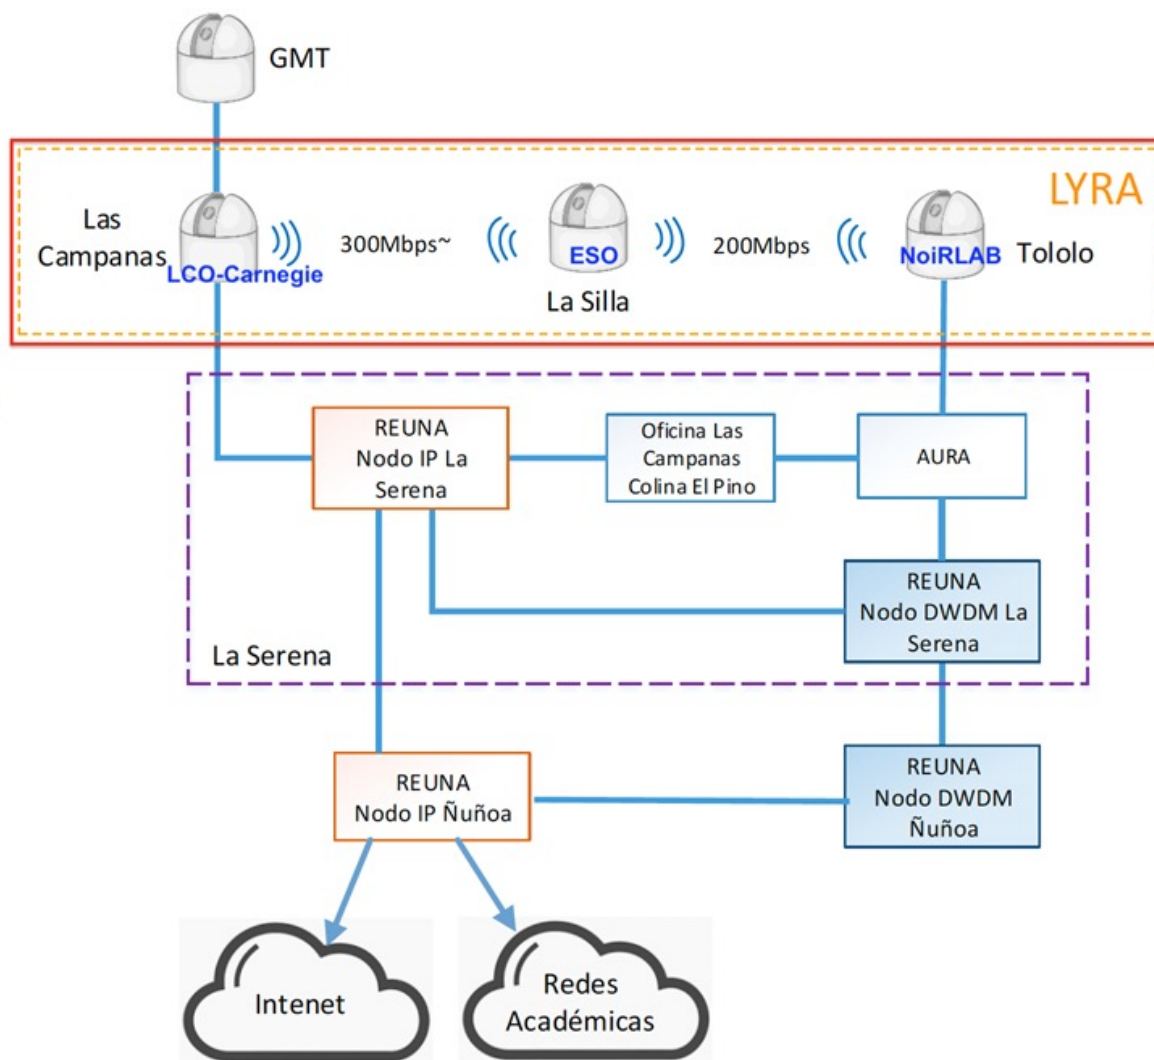 GMT
LYRA
Las
Campanas
LCO-Carnegie
300Mbps~
ESO
La Silla
200Mbps
NoiRLAB
Tololo
REUNA
Nodo IP La
Serena
Oficina Las
Campanas
Colina El Pino
AURA
REUNA
Nodo DWDM La
Serena
La Serena
REUNA
Nodo IP Ñuñoa
REUNA
Nodo DWDM
Ñuñoa
Intenet
Redes
Académicas